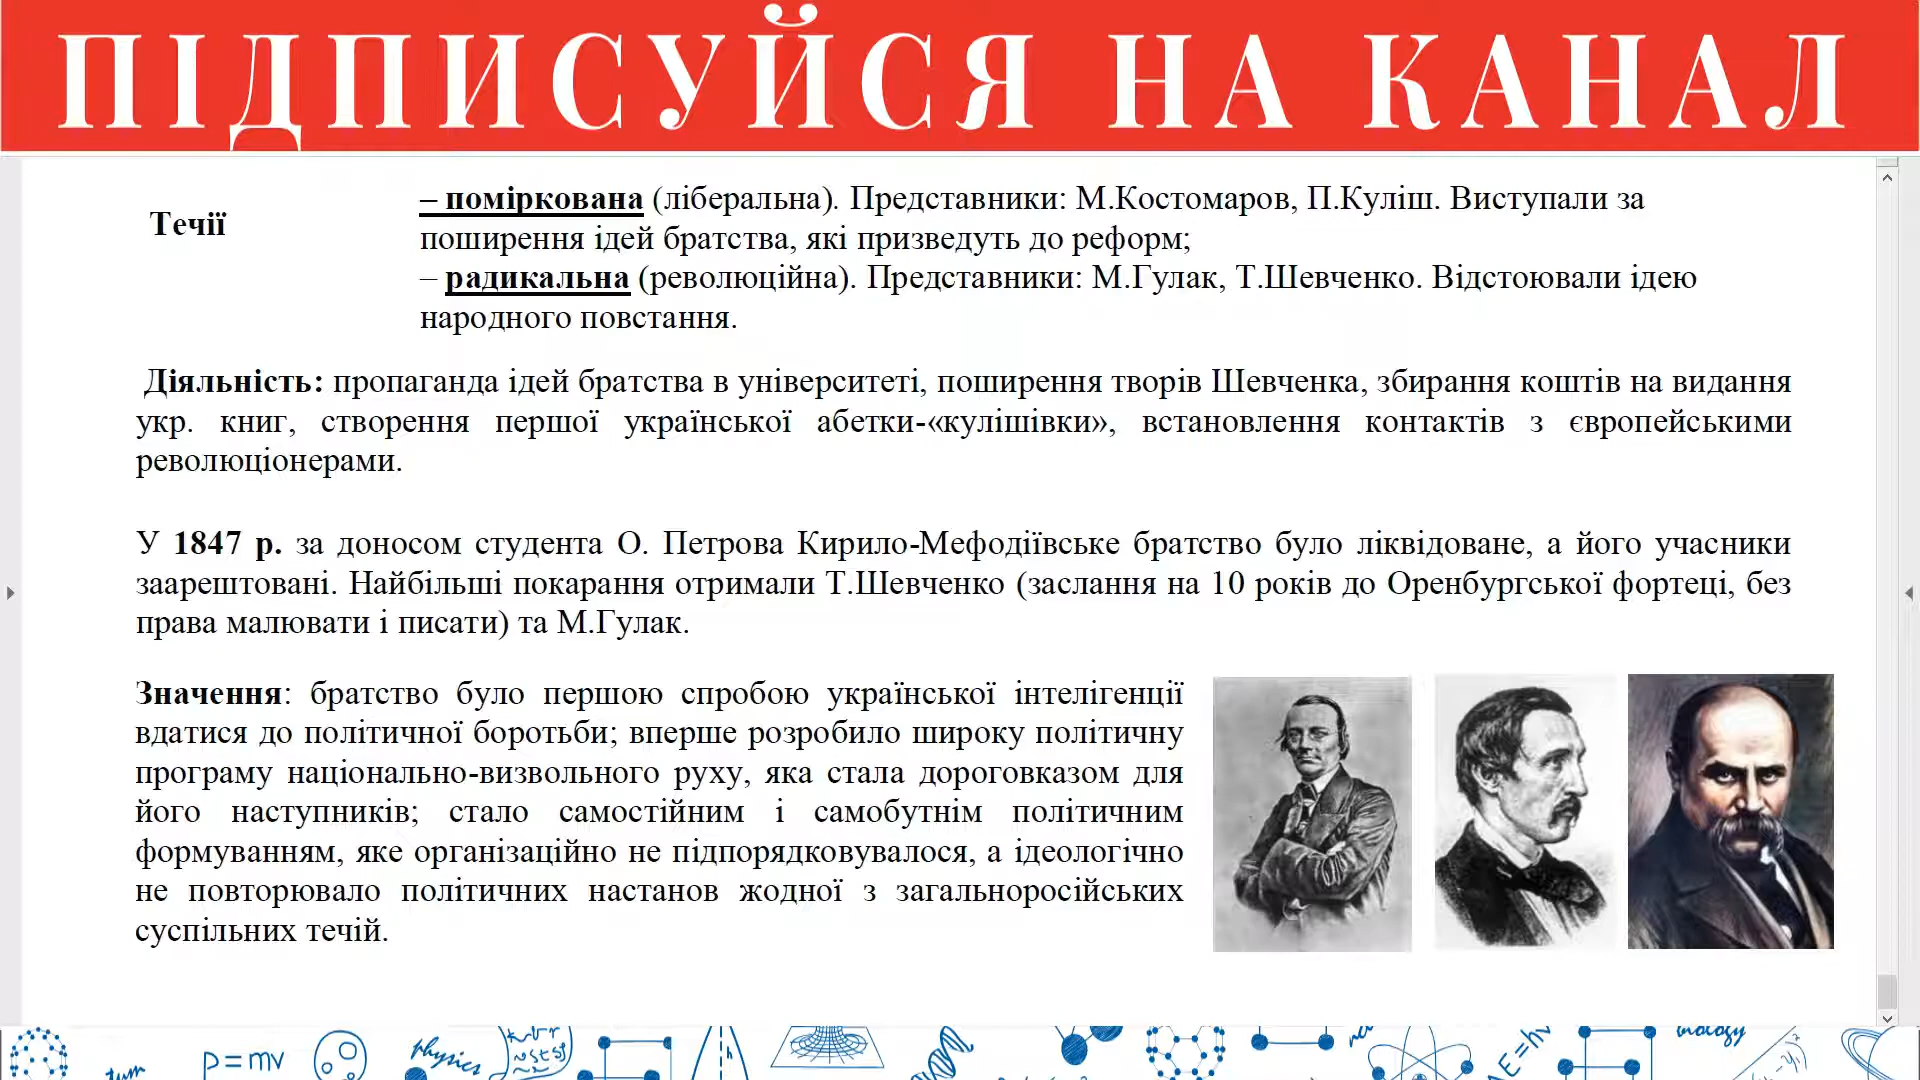 ПІДПИСУЙСЯ НА КАНАЛ
Течії
– поміркована (ліберальна). Представники: М.Костомаров, П.Куліш. Виступали за
поширення ідей братства, які призведуть до реформ;
– радикальна (революційна). Представники: М.Гулак, Т.Шевченко. Відстоювали ідею
народного повстання.
Діяльність: пропаганда ідей братства в університеті, поширення творів Шевченка, збирання коштів на видання
укр. книг, створення першої української абетки-«кулішівки», встановлення контактів з європейськими
революціонерами.
У 1847 р. за доносом студента О. Петрова Кирило-Мефодіївське братство було ліквідоване, а його учасники
заарештовані. Найбільші покарання отримали Т.Шевченко (заслання на 10 років до Оренбургської фортеці, без
права малювати і писати) та М.Гулак.
Значення: братство було першою спробою української інтелігенції
вдатися до політичної боротьби; вперше розробило широку політичну
програму національно-визвольного руху, яка стала дороговказом для
його наступників; стало самостійним і самобутнім політичним
формуванням, яке організаційно не підпорядковувалося, а ідеологічно
не повторювало політичних настанов жодної з загальноросійських
суспільних течій.
p=mv
physics
h
E=hν
biology